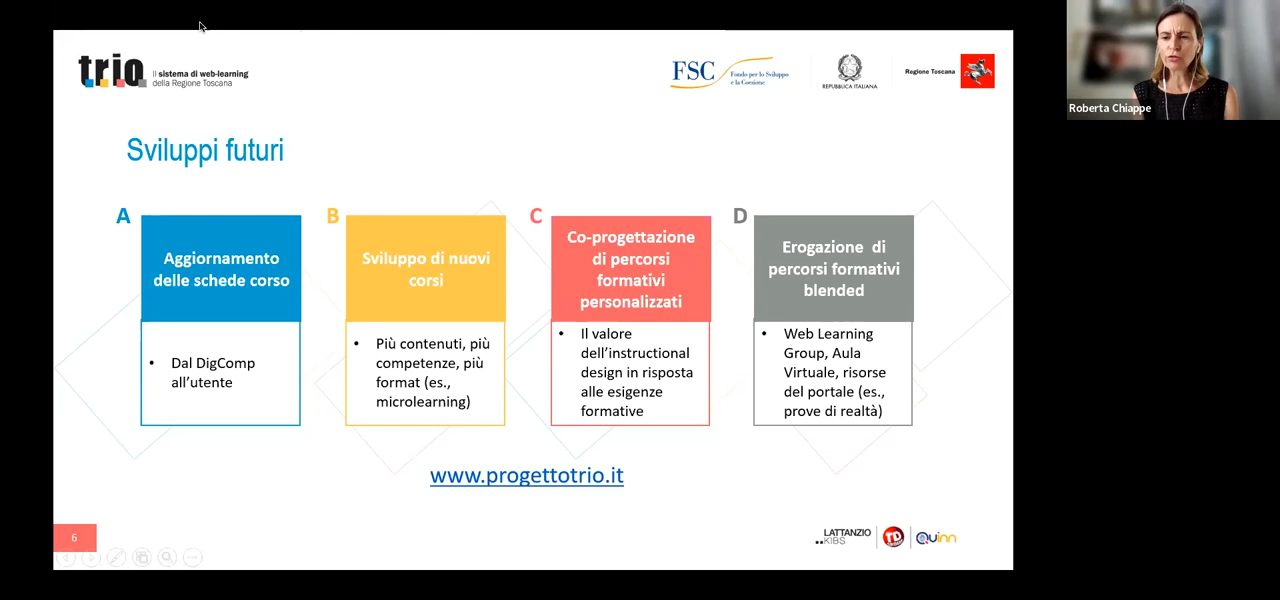 trio
Il sistema di web-learning
della Regione Toscana
FSC
Fondo per lo Sviluppo
e la Coesione
REPUBBLICA ITALIANA
Regione Toscana
Roberta Chiappe
Sviluppi futuri
A
Aggiornamento
delle schede corso
• Dal DigComp
all'utente
B
Sviluppo di nuovi
corsi
• Più contenuti, più
competenze, più
format (es.,
microlearning)
C
Co-progettazione
di percorsi
formativi
personalizzati
• Il valore
dell'instructional
design in risposta
alle esigenze
formative
D
Erogazione di
percorsi formativi
blended
• Web Learning
Group, Aula
Virtuale, risorse
del portale (es.,
prove di realtà)
www.progettotrio.it
6
LATTANZIO
KIBS
TD
QUINN